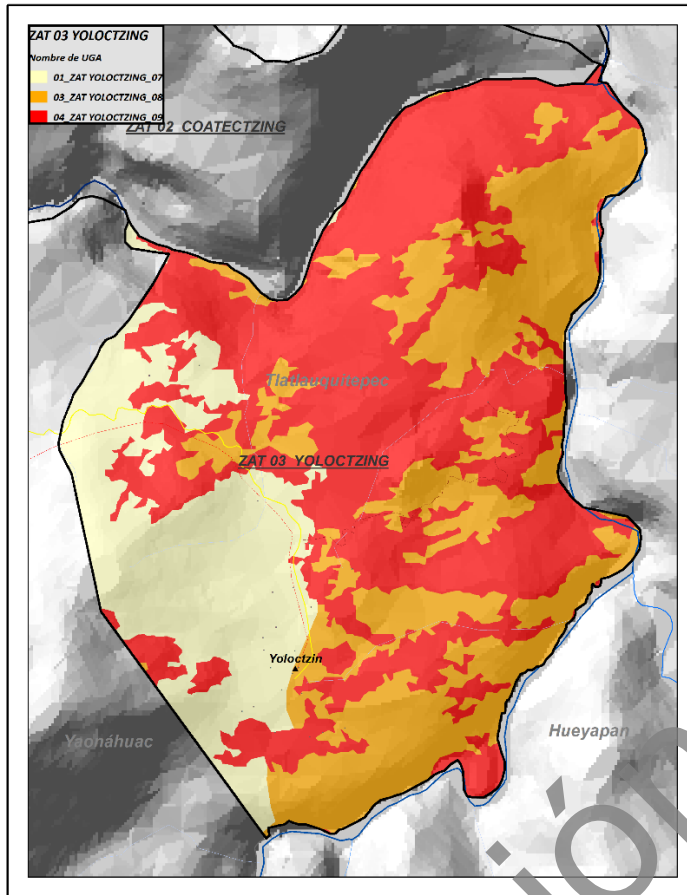 ZAT 03 YOLOCTZING
Nombre de UGA
01_ZAT YOLOCTZING_07
03_ZAT YOLOCTZING_08
04_ZAT YOLOCTZING_09
ZAT 02 COATECTZING
Tlatlauquitepec
ZAT 03 YOLOCTZING
Yoloctzin
Yaonáhuac
Hueyapan
ión